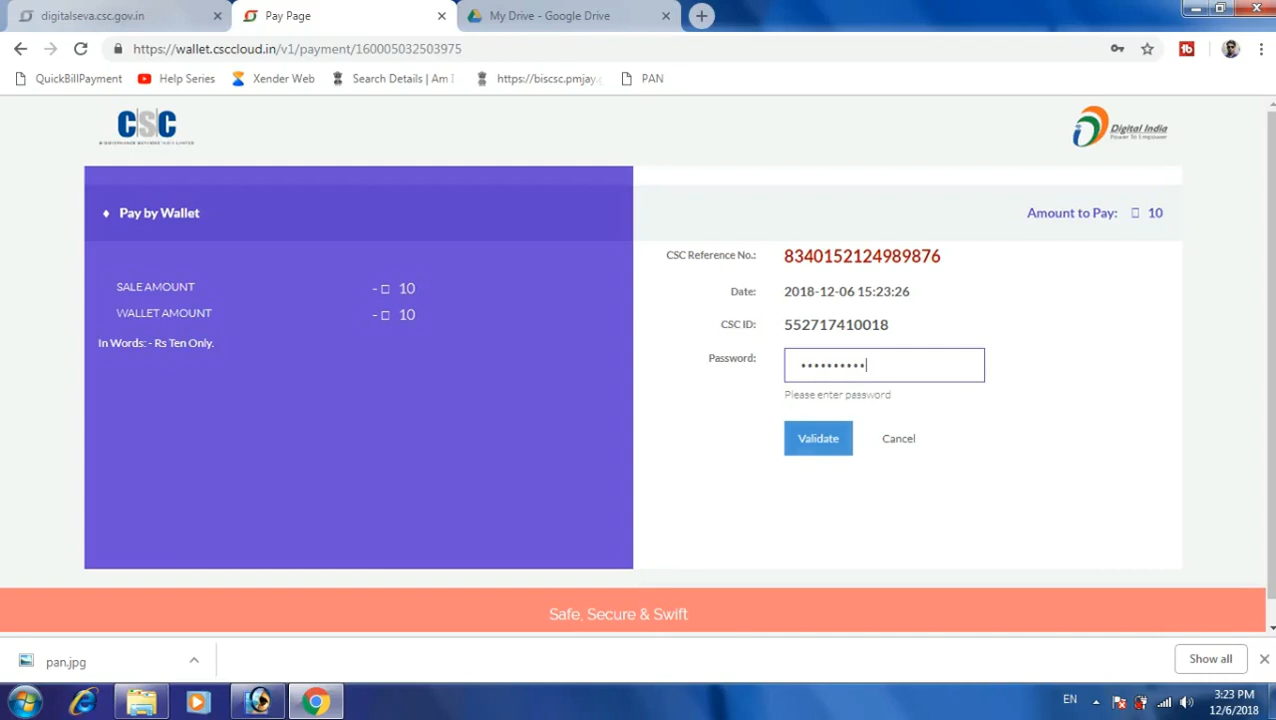 digitalseva.csc.gov.in
Pay Page
My Drive - Google Drive
https://wallet.csccloud.in/v1/payment/160005032503975
QuickBillPayment
Help Series
Xender Web
Search Details | Am I
https://biscsc.pmjay.g
PAN
CSC
Digital India
Power To Empower
Pay by Wallet
Amount to Pay: 10
SALE AMOUNT - 10
WALLET AMOUNT - 10
In Words: - Rs Ten Only.
CSC Reference No.: 8340152124989876
Date: 2018-12-06 15:23:26
CSC ID: 552717410018
Password: ••••••••••
Please enter password
Validate Cancel
Safe, Secure & Swift
pan.jpg
Show all
EN
3:23 PM
12/6/2018